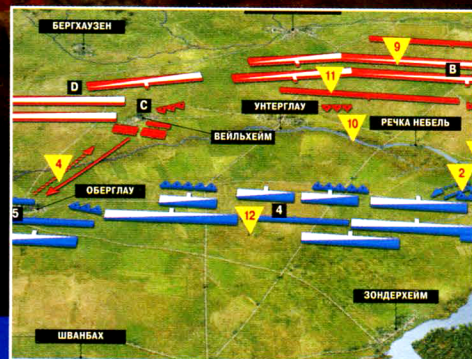 БЕРГХАУЗЕН
9
B
D
11
C
УНТЕРГЛАУ
10
РЕЧКА НЕБЕЛЬ
ВЕЙЛЬХЕЙМ
4
2
ОБЕРГЛАУ
5
4
12
ЗОНДЕРХЕЙМ
ШВАНБАХ